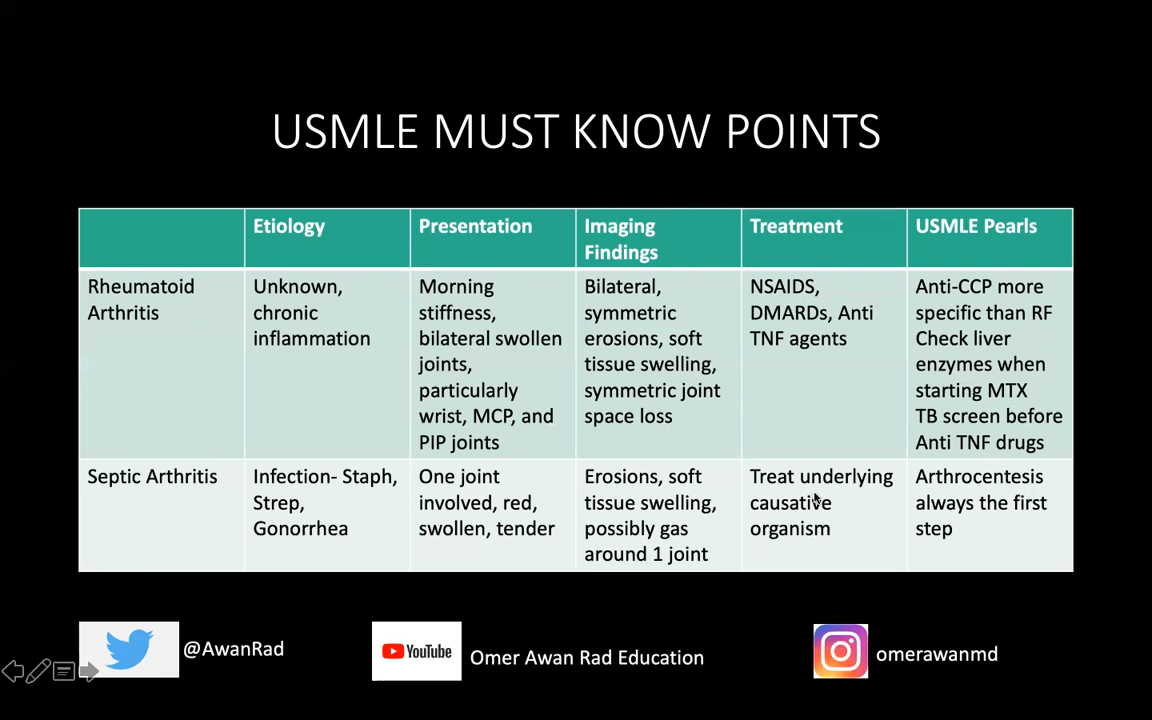 USMLE MUST KNOW POINTS
Etiology
Presentation
Imaging
Findings
Treatment
USMLE Pearls
Rheumatoid
Arthritis
Unknown,
chronic
inflammation
Morning
stiffness,
bilateral swollen
joints,
particularly
wrist, MCP, and
PIP joints
Bilateral,
symmetric
erosions, soft
tissue swelling,
symmetric joint
space loss
NSAIDS,
DMARDs, Anti
TNF agents
Anti-CCP more
specific than RF
Check liver
enzymes when
starting MTX
TB screen before
Anti TNF drugs
Septic Arthritis
Infection- Staph,
Strep,
Gonorrhea
One joint
involved, red,
swollen, tender
Erosions, soft
tissue swelling,
possibly gas
around 1 joint
Treat underlying
causative
organism
Arthrocentesis
always the first
step
@AwanRad
YouTube
Omer Awan Rad Education
omerawanmd